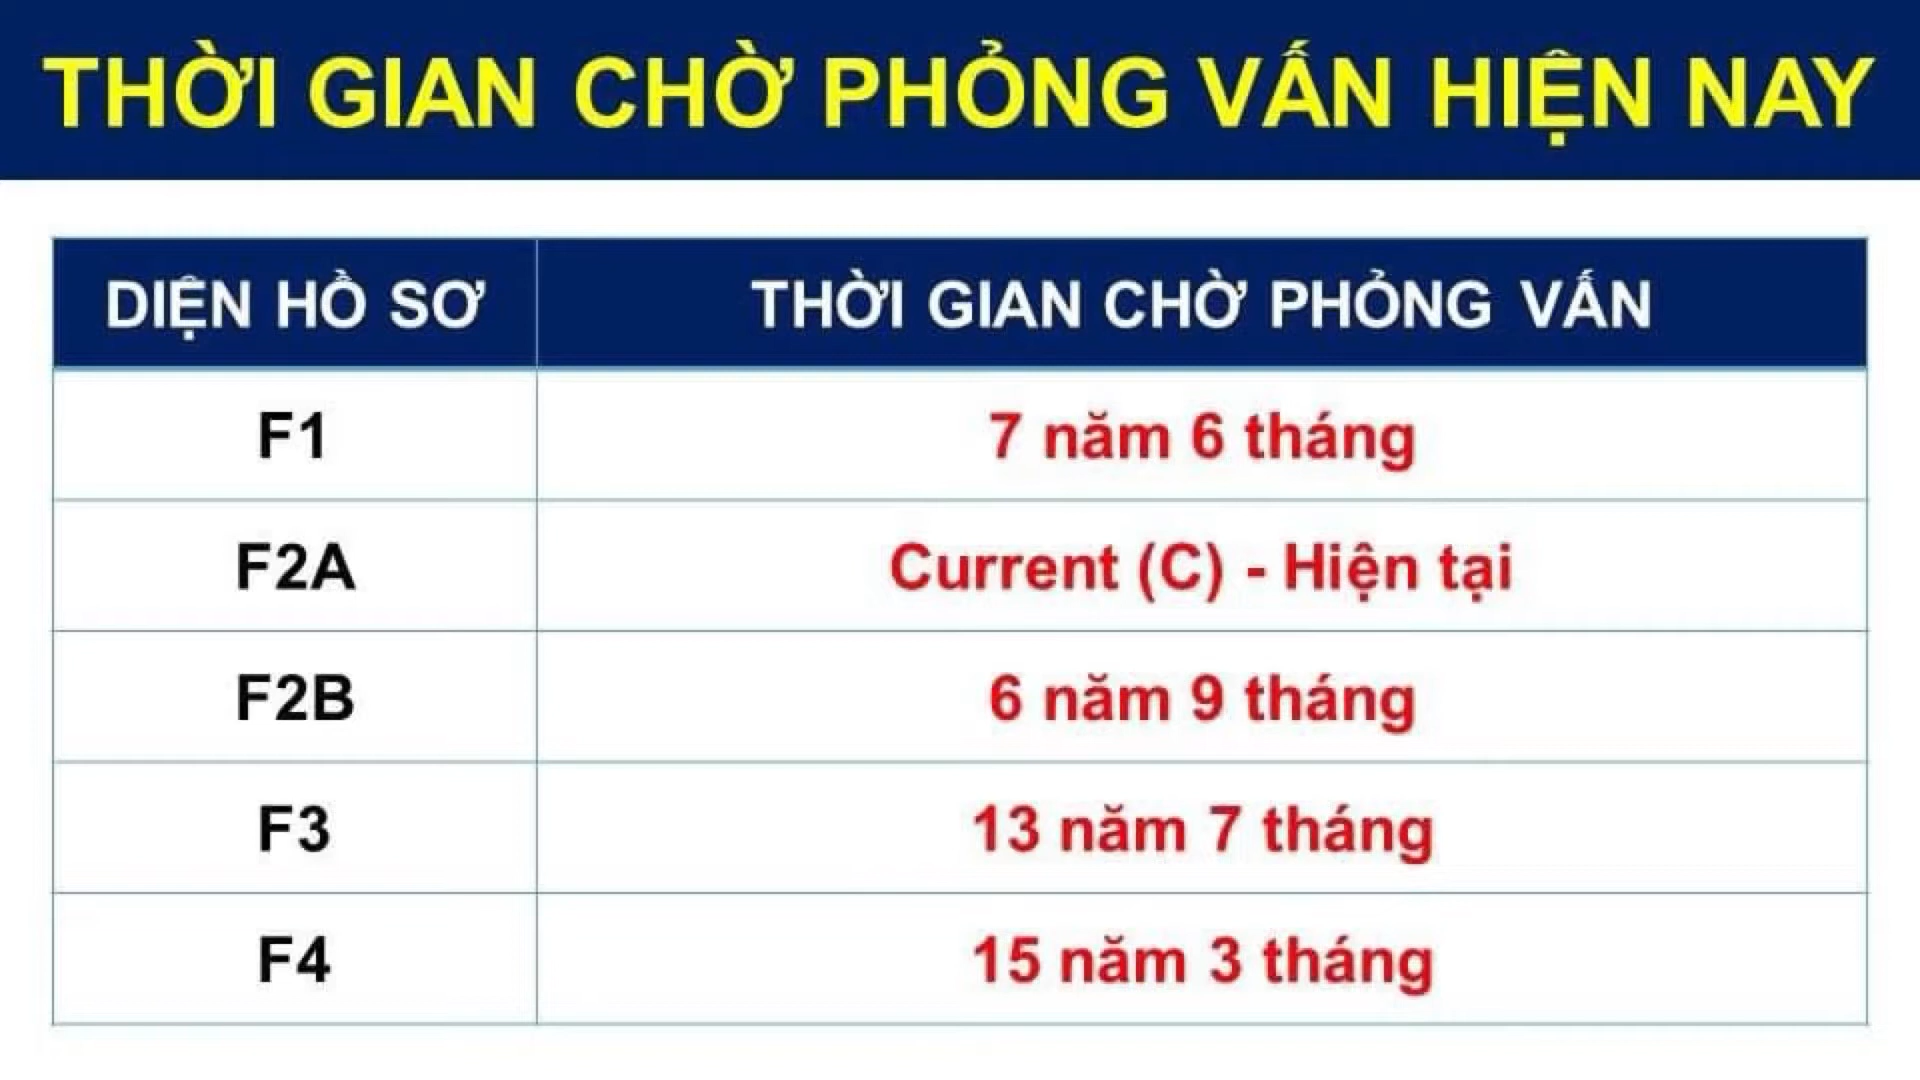 THỜI GIAN CHỜ PHỎNG VẤN HIỆN NAY
DIỆN HỒ SƠ THỜI GIAN CHỜ PHỎNG VẤN
F1 7 năm 6 tháng
F2A Current (C) - Hiện tại
F2B 6 năm 9 tháng
F3 13 năm 7 tháng
F4 15 năm 3 tháng